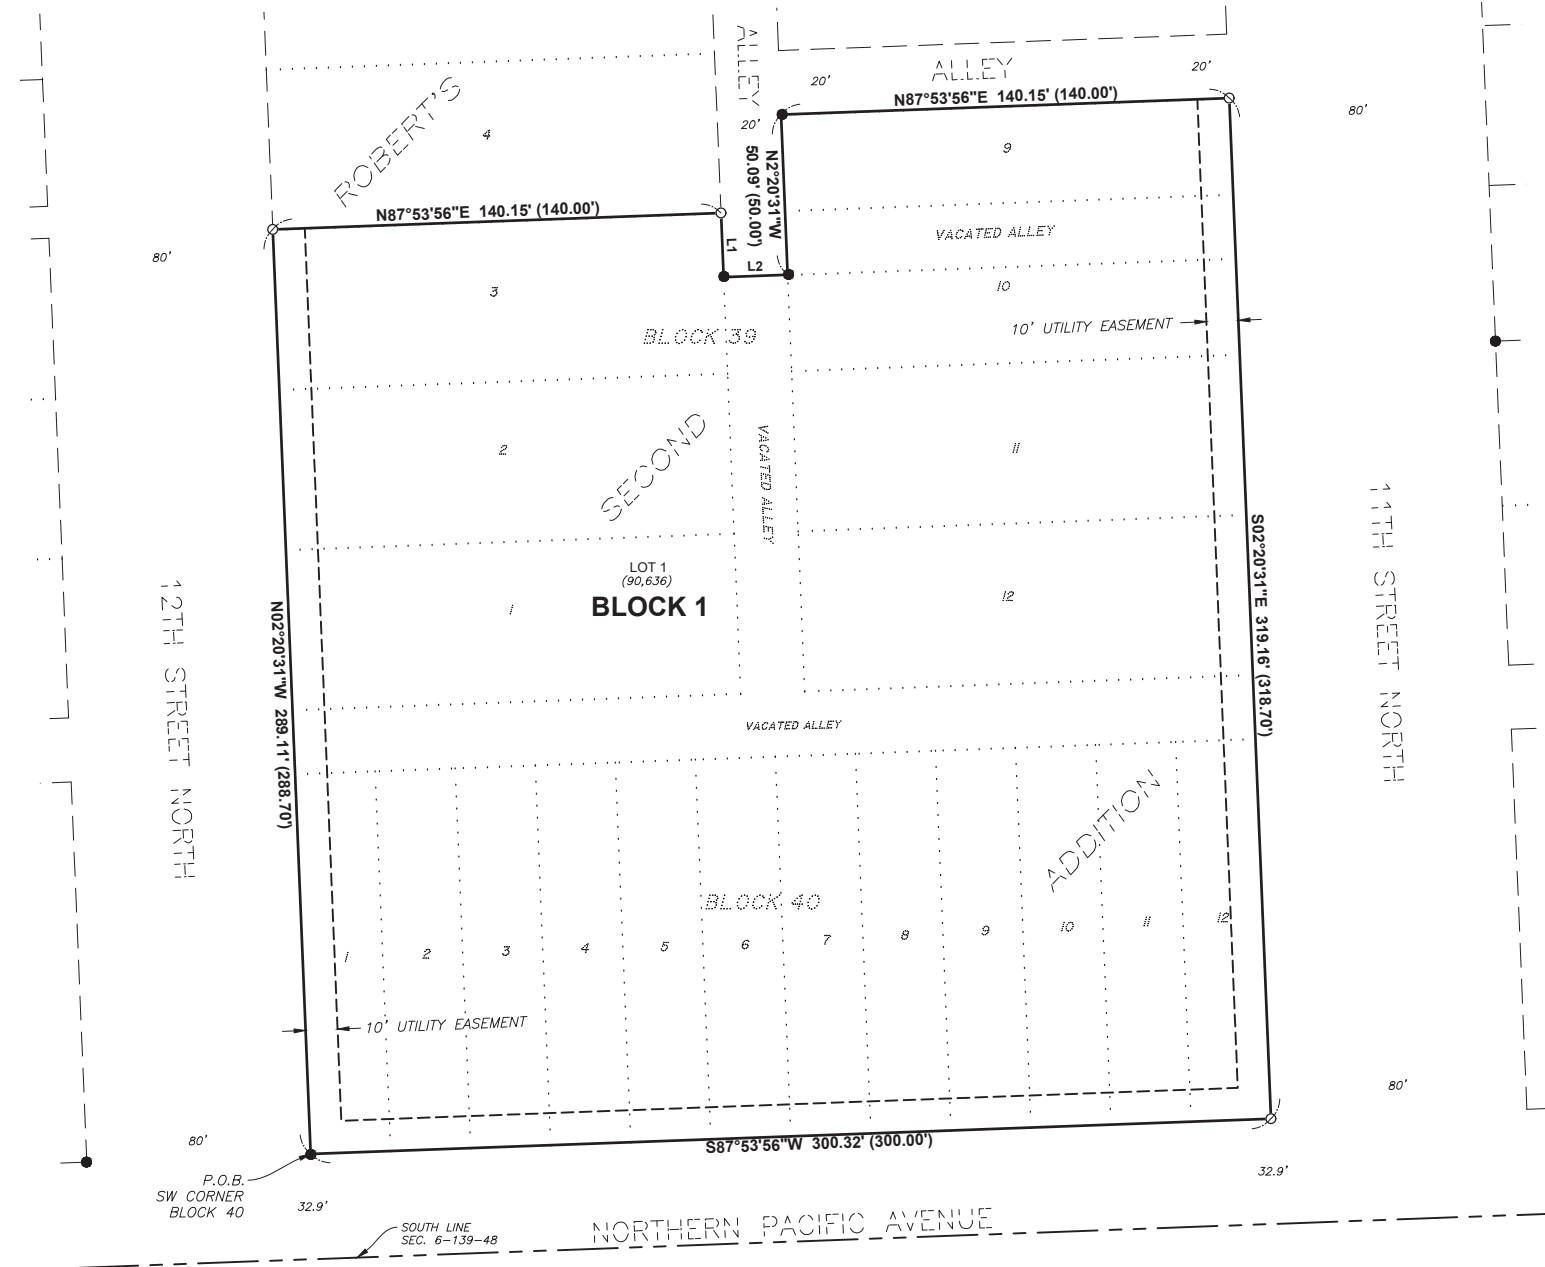 ALLEY
20'
ALLEY
20'
N87°53'56"E 140.15' (140.00')
80'
ROBERT'S
4
20'
9
N2°20'31"W
50.09' (50.00')
N87°53'56"E 140.15' (140.00')
L1
L2
VACATED ALLEY
80'
3
10
10' UTILITY EASEMENT
BLOCK 39
2
SECOND
VACATED ALLEY
11
11TH STREET NORTH
S02°20'31"E 319.16' (318.70')
LOT 1
(90,636)
BLOCK 1
1
12
12TH STREET NORTH
N02°20'31"W 289.11' (288.70')
VACATED ALLEY
ADDITION
BLOCK 40
1
2
3
4
5
6
7
8
9
10
11
12
10' UTILITY EASEMENT
80'
80'
S87°53'56"W 300.32' (300.00')
P.O.B.
SW CORNER
BLOCK 40
32.9'
32.9'
SOUTH LINE
SEC. 6-139-48
NORTHERN PACIFIC AVENUE